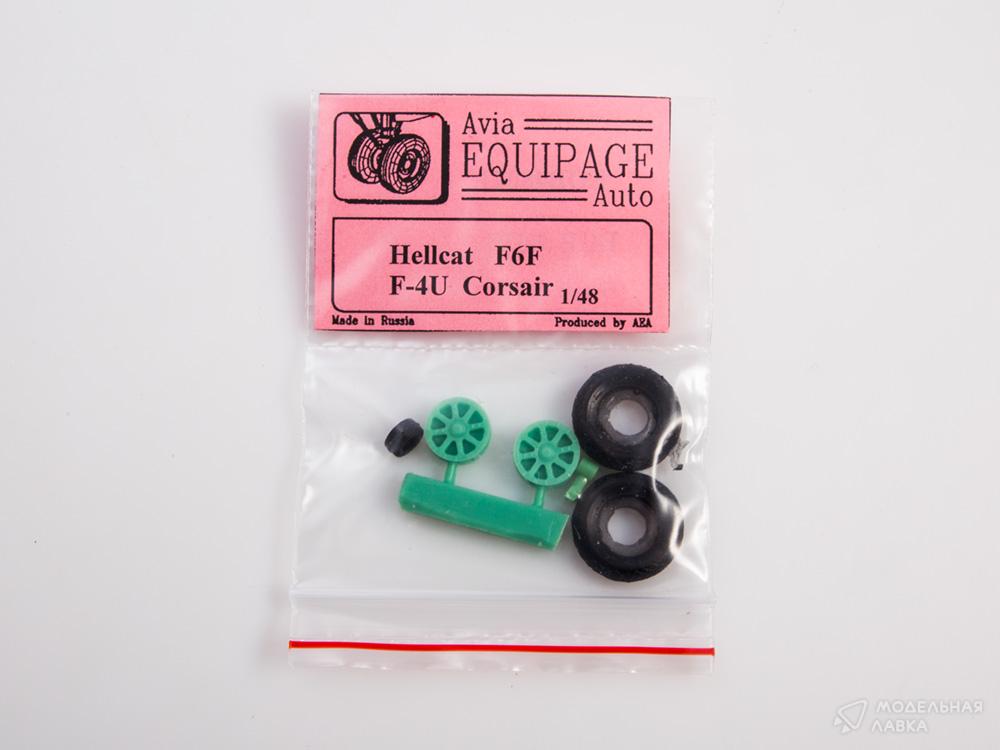 Avia
EQUIPAGE
Auto
Hellcat F6F
F-4U Corsair 1/48
Made in Russia
Produced by AEA
МОДЕЛЬНАЯ
ЛАВКА